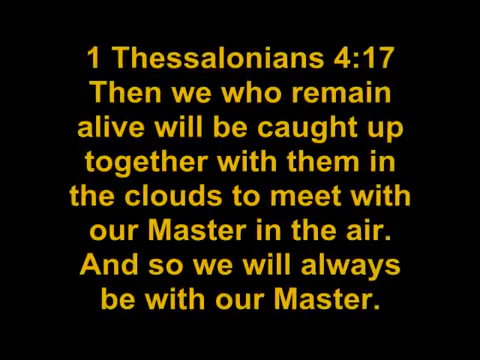 1 Thessalonians 4:17
Then we who remain
alive will be caught up
together with them in
the clouds to meet with
our Master in the air.
And so we will always
be with our Master.